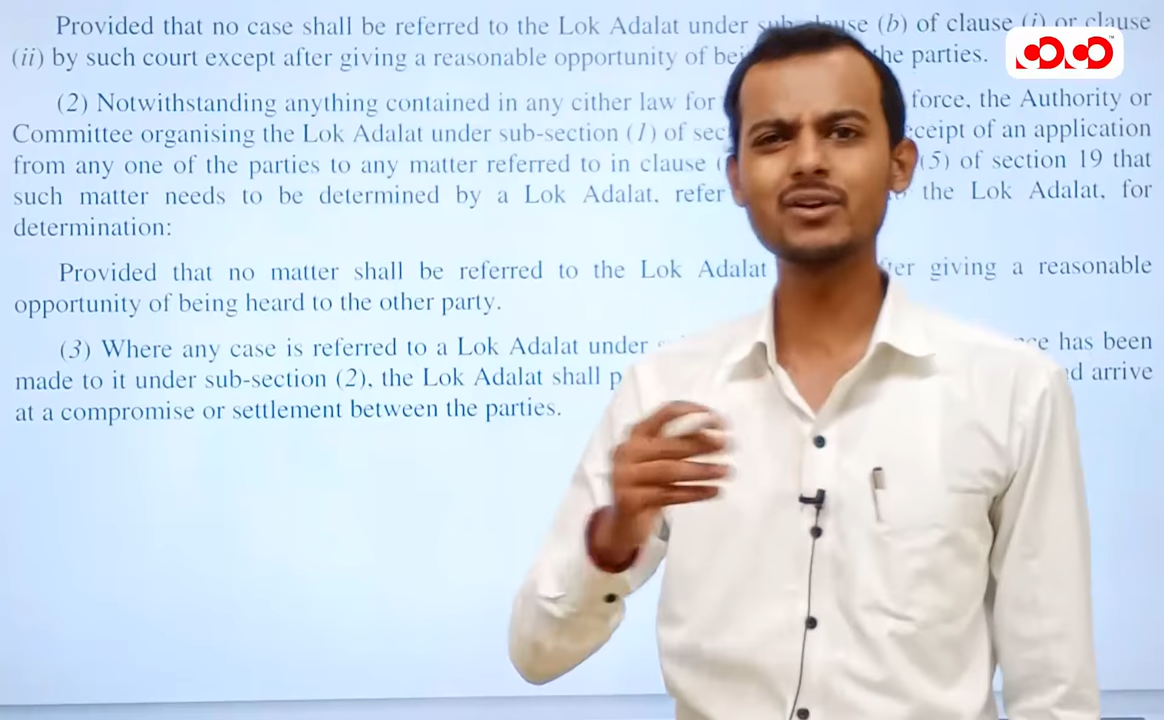 Provided that no case shall be referred to the Lok Adalat under sub-clause (b) of clause (i) or clause
(ii) by such court except after giving a reasonable opportunity of the parties.
(2) Notwithstanding anything contained in any cither law for force, the Authority or
Committee organising the Lok Adalat under sub-section (1) of receipt of an application
from any one of the parties to any matter referred to in clause (5) of section 19 that
such matter needs to be determined by a Lok Adalat, refer the Lok Adalat, for
determination:
Provided that no matter shall be referred to the Lok Adalat giving a reasonable
opportunity of being heard to the other party.
(3) Where any case is referred to a Lok Adalat under has been
made to it under sub-section (2), the Lok Adalat shall arrive
at a compromise or settlement between the parties.